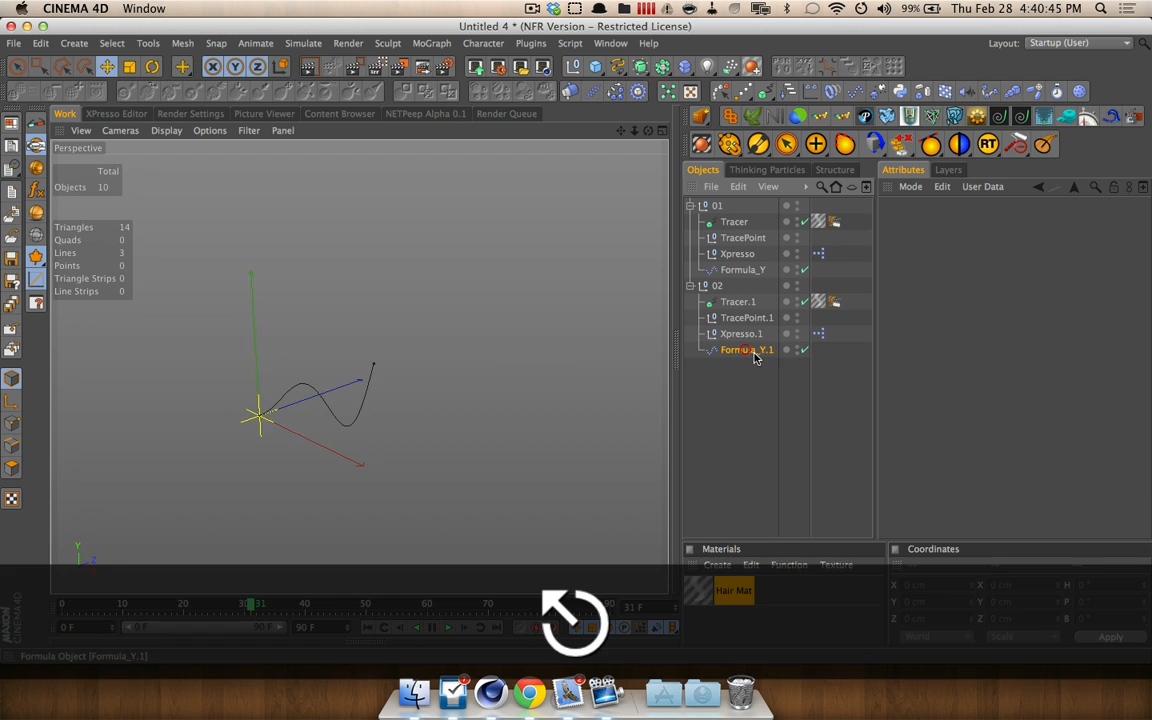 CINEMA 4D Window 99% Thu Feb 28 4:40:45 PM
Untitled 4 * (NFR Version - Restricted License)
File Edit Create Select Tools Mesh Snap Animate Simulate Render Sculpt MoGraph Character Plugins Script Window Help Layout: Startup (User)
X Y Z
RT
Work XPresso Editor Render Settings Picture Viewer Content Browser NETPeep Alpha 0.1 Render Queue
View Cameras Display Options Filter Panel
Perspective
Total
Objects 10
Triangles 14
Quads 0
Lines 3
Points 0
Triangle Strips 0
Line Strips 0
Y
Z
Objects Thinking Particles Structure
File Edit View
01
Tracer
TracePoint
Xpresso
Formula_Y
02
Tracer.1
TracePoint.1
Xpresso.1
Formula_Y.1
Attributes Layers
Mode Edit User Data
Materials
Create Edit Function Texture
Hair Mat
Coordinates
X 0 cm X 0 cm H 0 °
Y 0 cm Y 0 cm P 0 °
Z 0 cm Z 0 cm B 0 °
World Scale Apply
0 10 20 30 31 40 50 60 70 80 90 31 F
0 F 0 F 90 F 90 F
MAXON CINEMA 4D
Formula Object [Formula_Y.1]